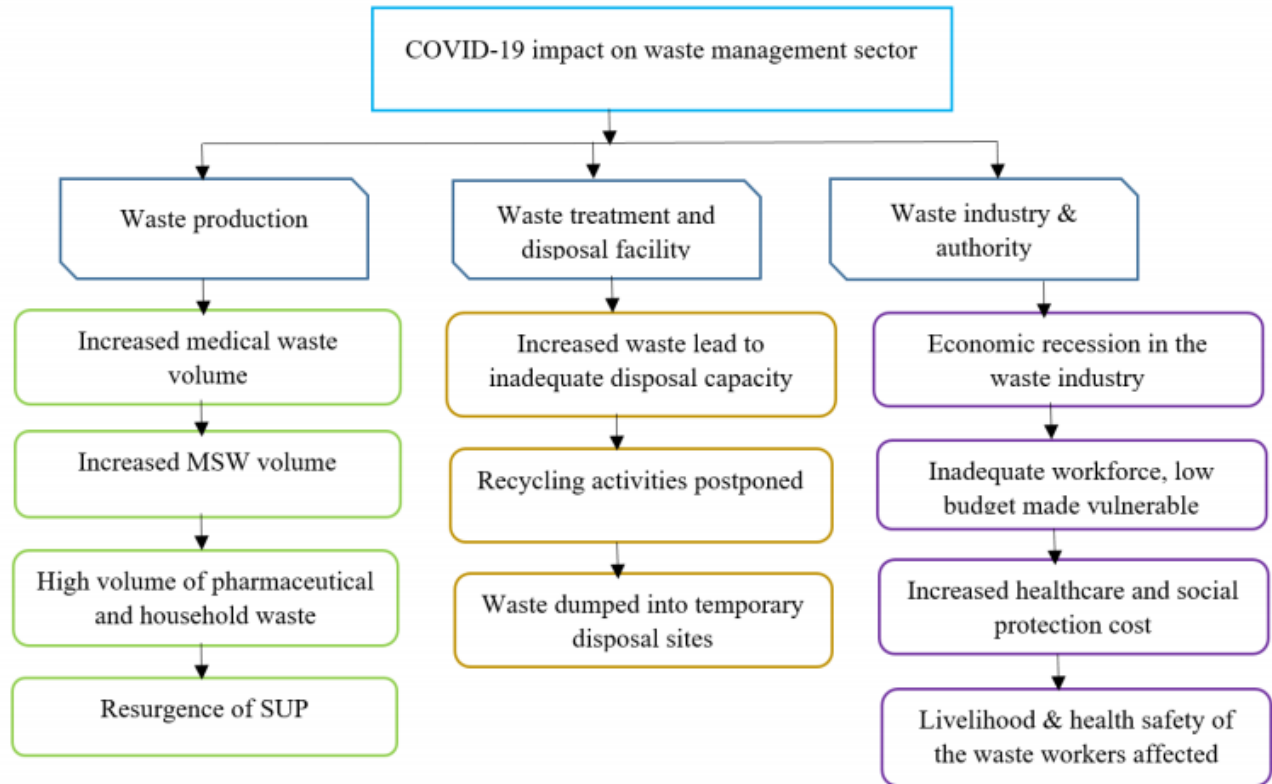 COVID-19 impact on waste management sector
Waste production
Waste treatment and
disposal facility
Waste industry &
authority
Increased medical waste
volume
Increased MSW volume
High volume of pharmaceutical
and household waste
Resurgence of SUP
Increased waste lead to
inadequate disposal capacity
Recycling activities postponed
Waste dumped into temporary
disposal sites
Economic recession in the
waste industry
Inadequate workforce, low
budget made vulnerable
Increased healthcare and social
protection cost
Livelihood & health safety of
the waste workers affected